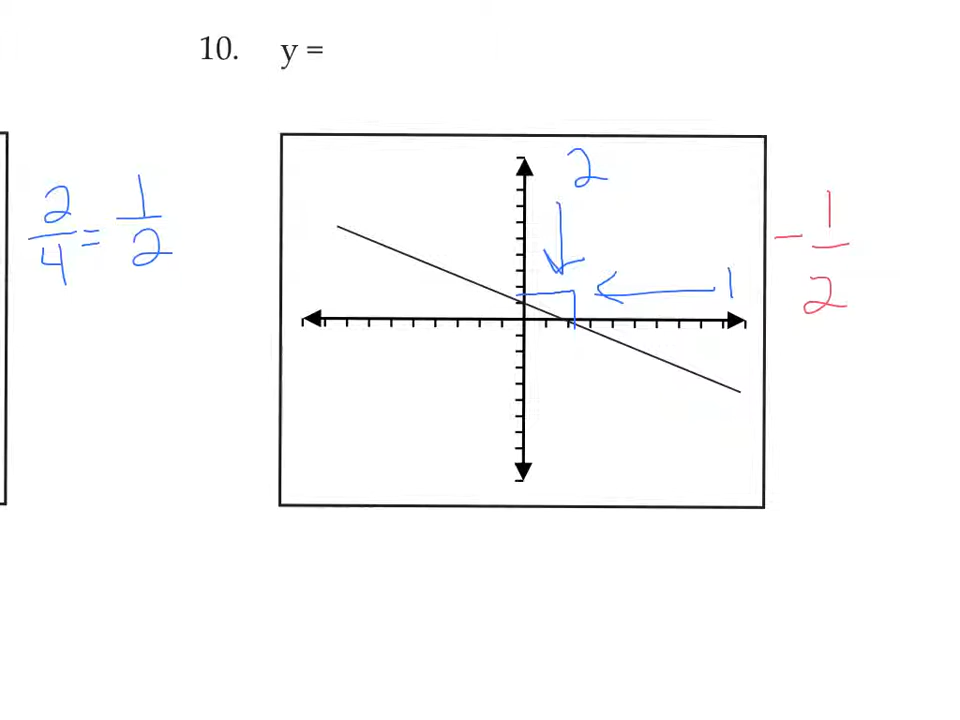 10. y =
2/4 = 1/2
2
1
- 1/2